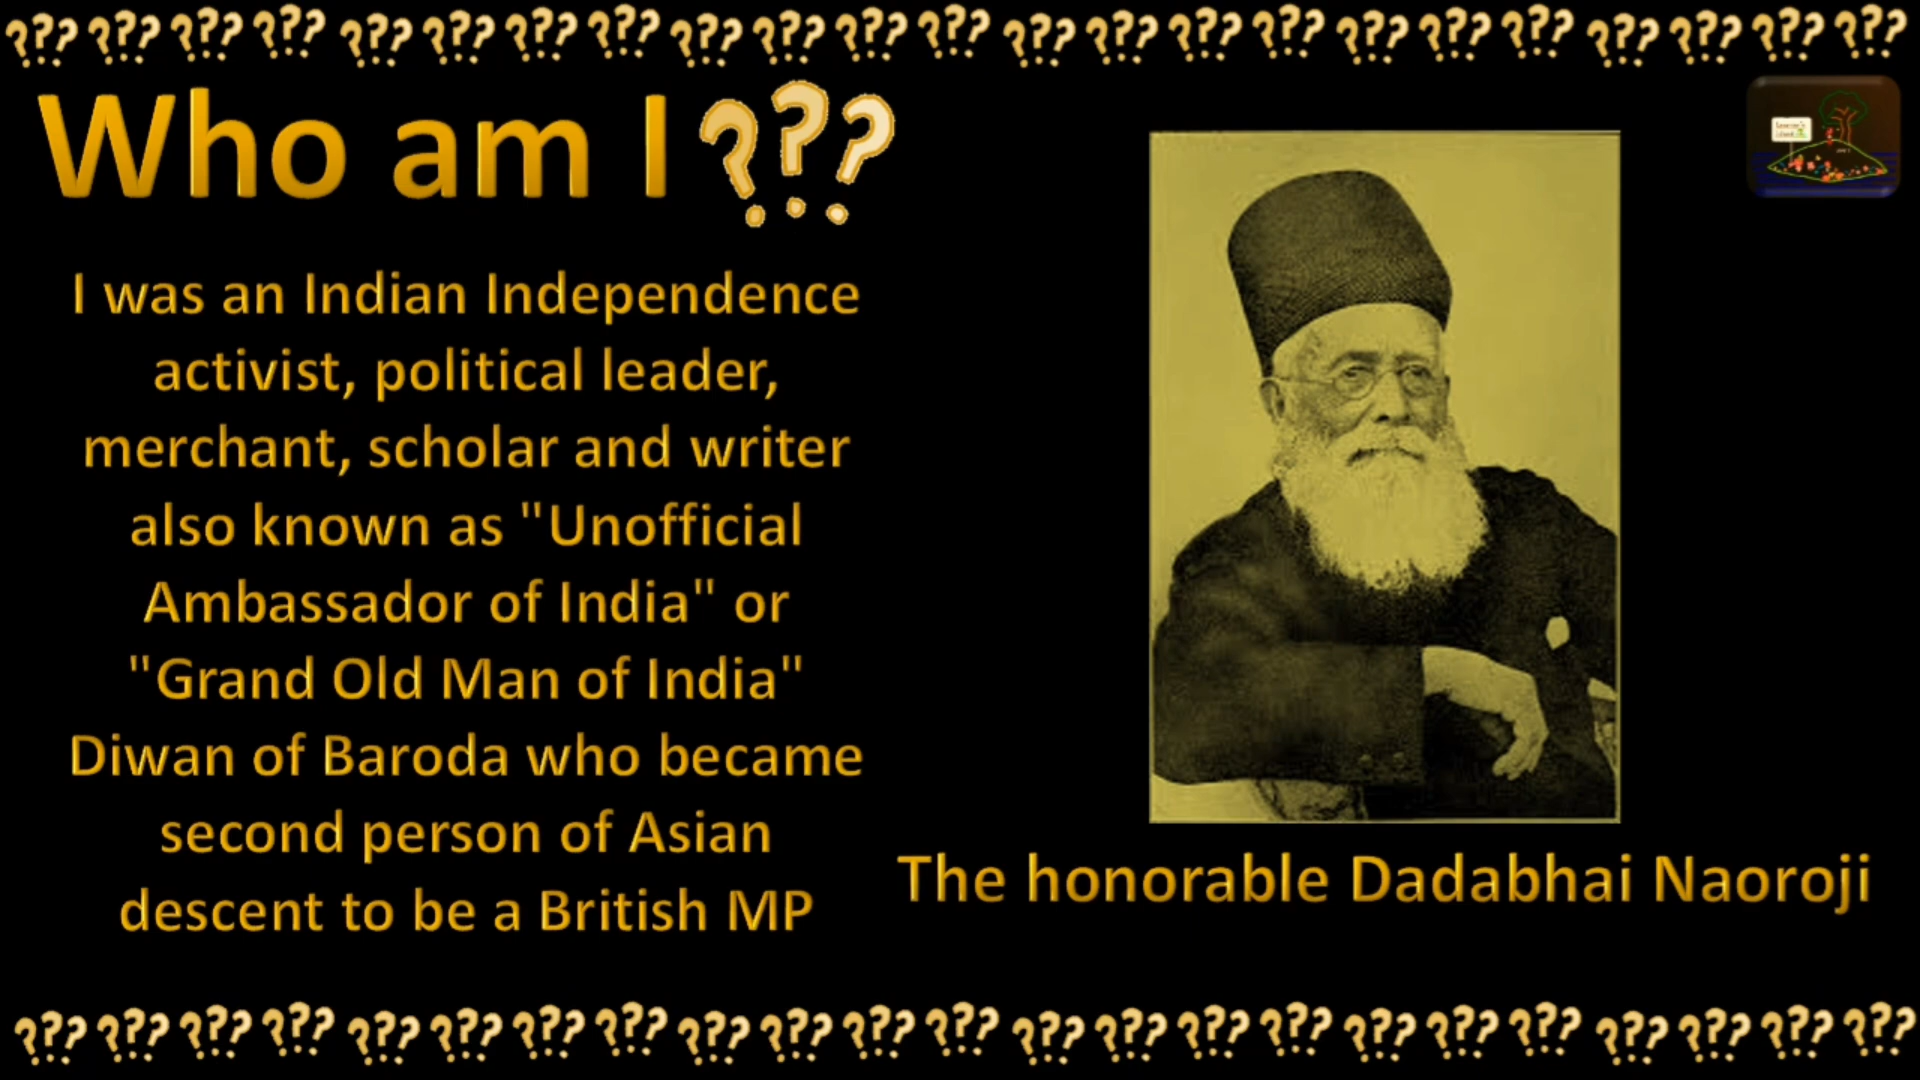 Who am I ???
I was an Indian Independence
activist, political leader,
merchant, scholar and writer
also known as "Unofficial
Ambassador of India" or
"Grand Old Man of India"
Diwan of Baroda who became
second person of Asian
descent to be a British MP
The honorable Dadabhai Naoroji